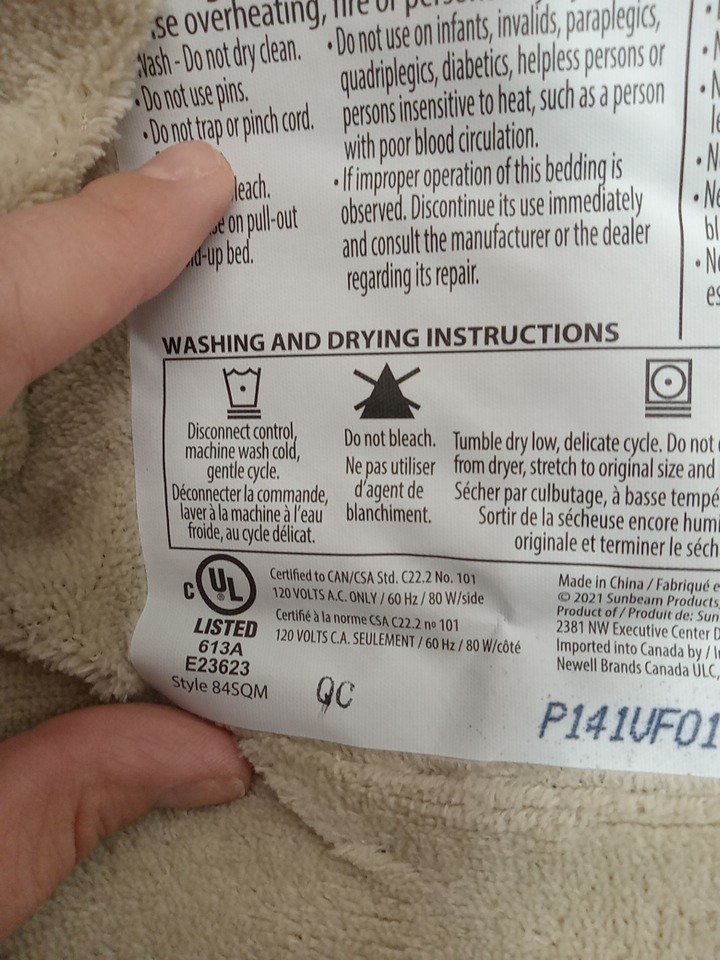 overheating, fire or
Wash - Do not dry clean.
• Do not use pins.
• Do not trap or pinch cord.
on pull-out
bed.
• Do not use on infants, invalids, paraplegics,
quadriplegics, diabetics, helpless persons or
persons insensitive to heat, such as a person
with poor blood circulation.
• If improper operation of this bedding is
observed. Discontinue its use immediately
and consult the manufacturer or the dealer
regarding its repair.
WASHING AND DRYING INSTRUCTIONS
Disconnect control,
machine wash cold,
gentle cycle.
Déconnecter la commande,
laver à la machine à l'eau
froide, au cycle délicat.
Do not bleach.
Ne pas utiliser
d'agent de
blanchiment.
Tumble dry low, delicate cycle. Do not
from dryer, stretch to original size and
Sécher par culbutage, à basse tempé
Sortir de la sécheuse encore humi
originale et terminer le séch
C UL ®
LISTED
613A
E23623
Style 84SQM
Certified to CAN/CSA Std. C22.2 No. 101
120 VOLTS A.C. ONLY / 60 Hz / 80 W/side
Certifié à la norme CSA C22.2 nº 101
120 VOLTS C.A. SEULEMENT / 60 Hz / 80 W/côté
QC
Made in China / Fabriqué e
© 2021 Sunbeam Products,
Product of / Produit de: Sun
2381 NW Executive Center D
Imported into Canada by / I
Newell Brands Canada ULC,
P141UF01